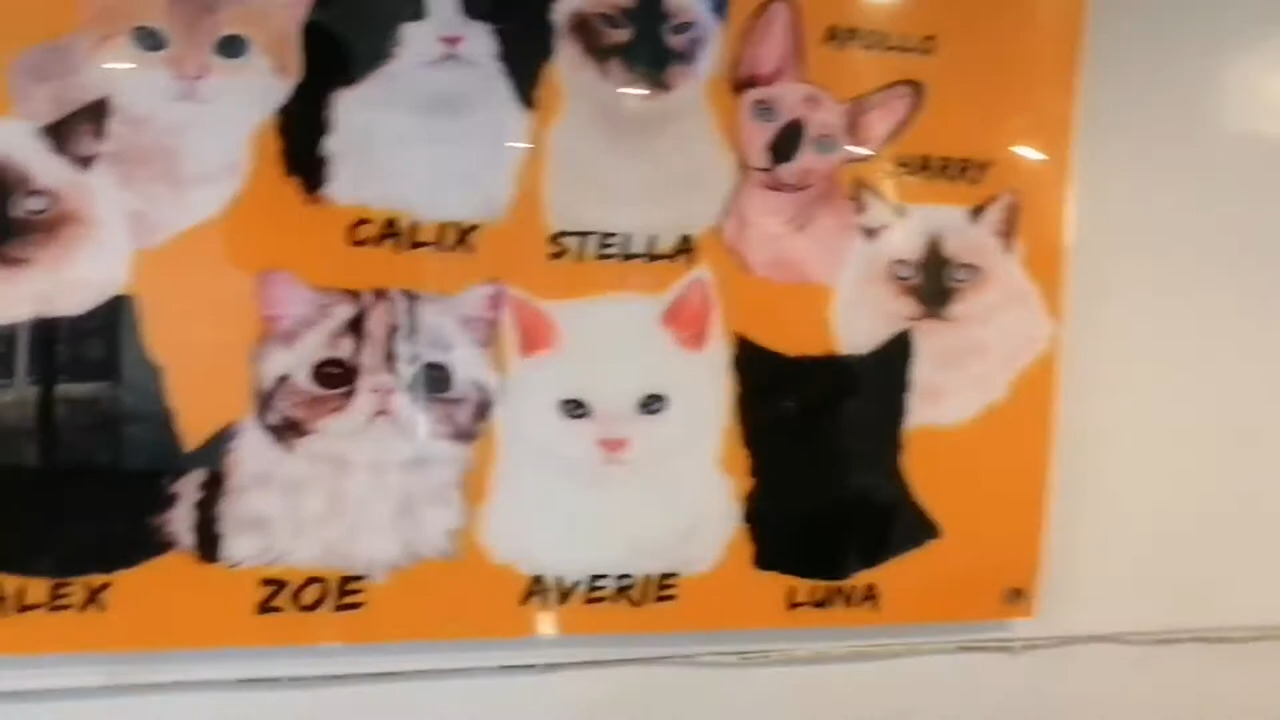 APOLLO
HARRY
CALIX
STELLA
ALEX
ZOE
AVERIE
LUNA